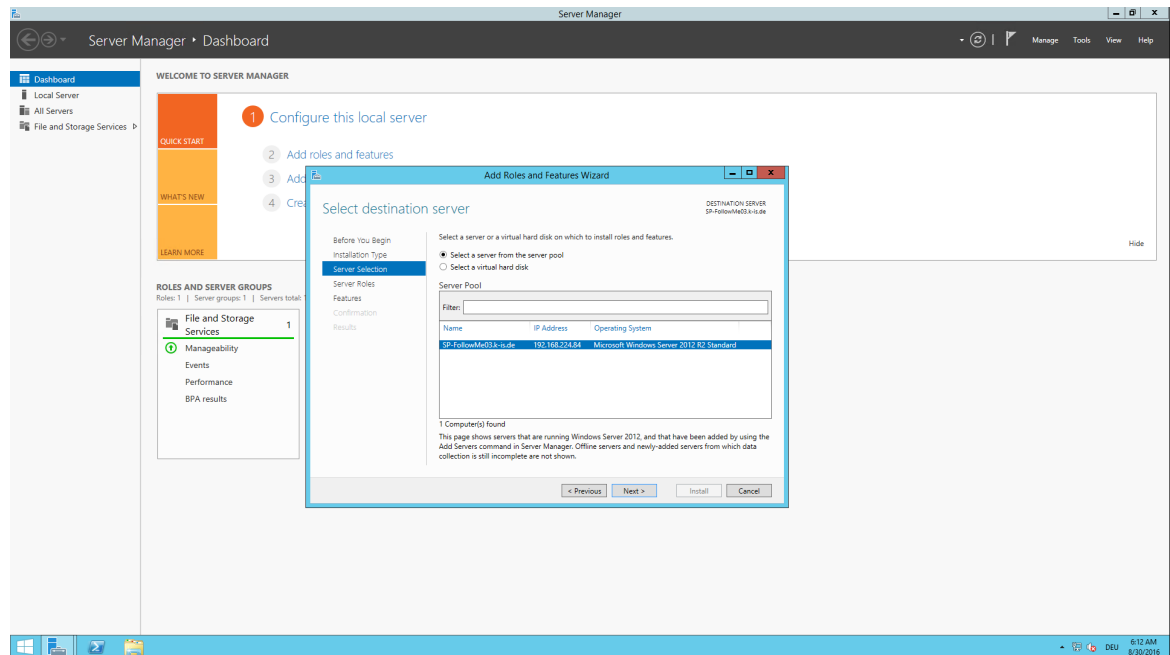 Server Manager
Server Manager • Dashboard
Manage Tools View Help
Dashboard
Local Server
All Servers
File and Storage Services
WELCOME TO SERVER MANAGER
QUICK START
WHAT'S NEW
LEARN MORE
1 Configure this local server
2 Add roles and features
3 Add
4 Crea
Hide
ROLES AND SERVER GROUPS
Roles: 1 | Server groups: 1 | Servers total: 1
File and Storage Services 1
Manageability
Events
Performance
BPA results
Add Roles and Features Wizard
Select destination server
DESTINATION SERVER
SP-FollowMe03.k-is.de
Before You Begin
Installation Type
Server Selection
Server Roles
Features
Confirmation
Results
Select a server or a virtual hard disk on which to install roles and features.
Select a server from the server pool
Select a virtual hard disk
Server Pool
Filter:
Name IP Address Operating System
SP-FollowMe03.k-is.de 192.168.224.84 Microsoft Windows Server 2012 R2 Standard
1 Computer(s) found
This page shows servers that are running Windows Server 2012, and that have been added by using the
Add Servers command in Server Manager. Offline servers and newly-added servers from which data
collection is still incomplete are not shown.
< Previous Next > Install Cancel
DEU 6:12 AM
8/30/2016